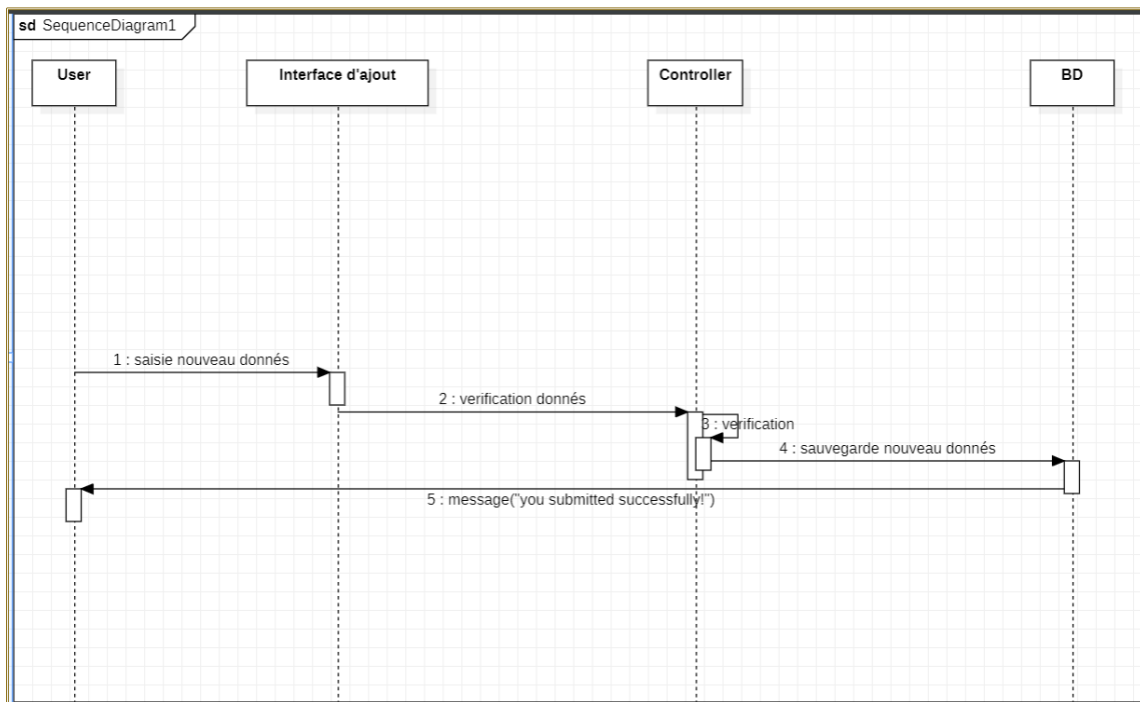 sd SequenceDiagram1
User
Interface d'ajout
Controller
BD
1 : saisie nouveau donnés
2 : verification donnés
3 : verification
4 : sauvegarde nouveau donnés
5 : message("you submitted successfully!")